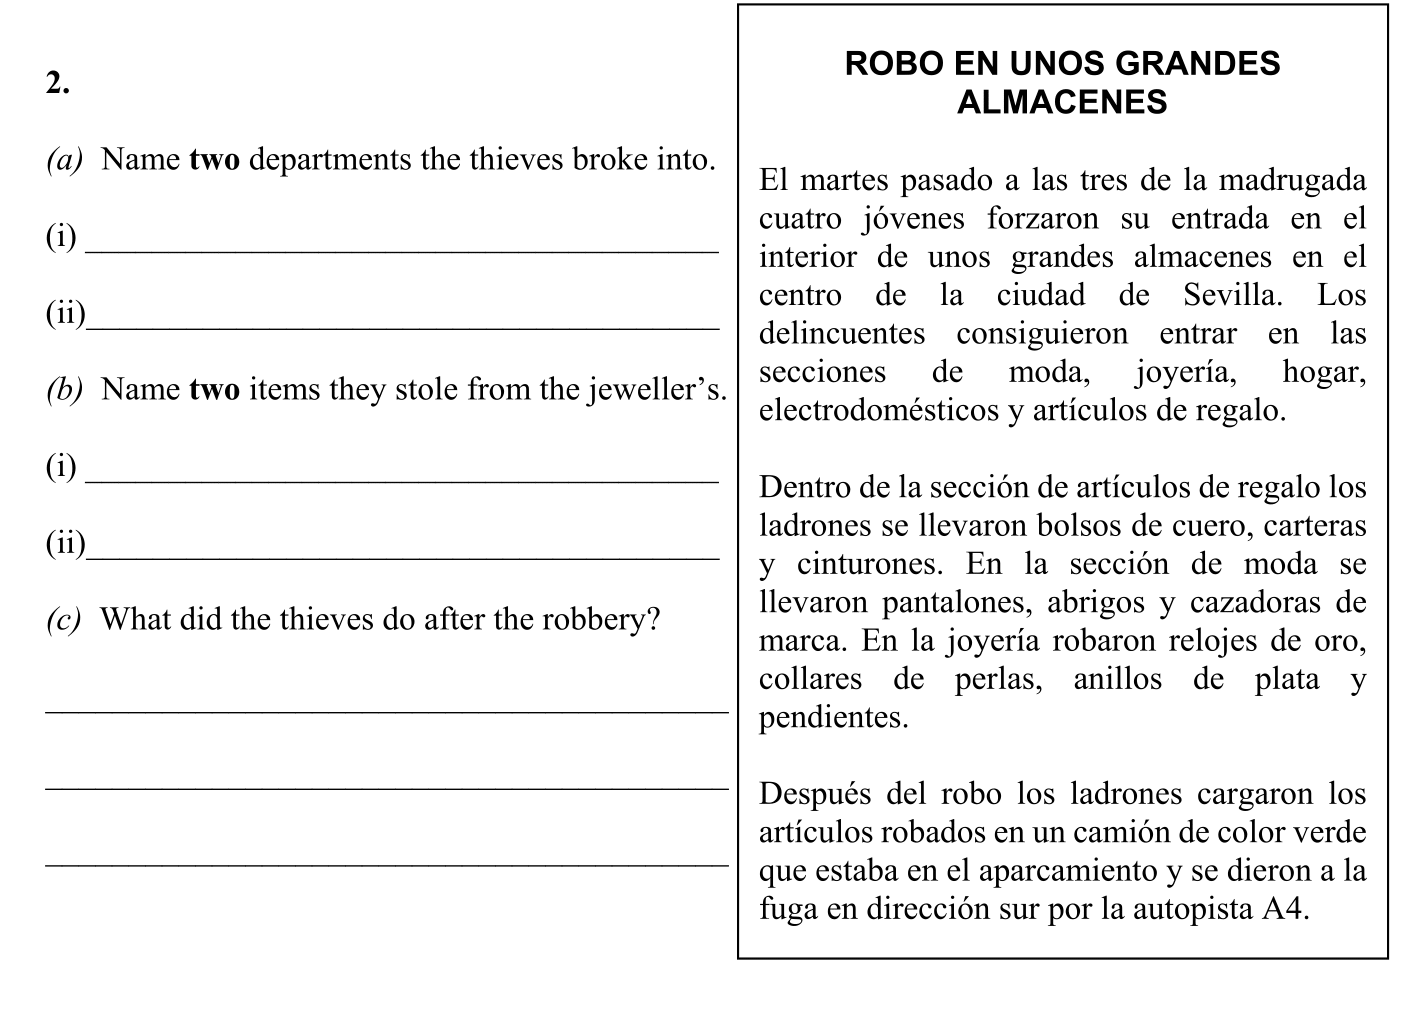 2.
(a) Name two departments the thieves broke into.
(i) ______________________________________
(ii)______________________________________
(b) Name two items they stole from the jeweller’s.
(i) ______________________________________
(ii)______________________________________
(c) What did the thieves do after the robbery?
_________________________________________
_________________________________________
_________________________________________
ROBO EN UNOS GRANDES
ALMACENES
El martes pasado a las tres de la madrugada
cuatro jóvenes forzaron su entrada en el
interior de unos grandes almacenes en el
centro de la ciudad de Sevilla. Los
delincuentes consiguieron entrar en las
secciones de moda, joyería, hogar,
electrodomésticos y artículos de regalo.
Dentro de la sección de artículos de regalo los
ladrones se llevaron bolsos de cuero, carteras
y cinturones. En la sección de moda se
llevaron pantalones, abrigos y cazadoras de
marca. En la joyería robaron relojes de oro,
collares de perlas, anillos de plata y
pendientes.
Después del robo los ladrones cargaron los
artículos robados en un camión de color verde
que estaba en el aparcamiento y se dieron a la
fuga en dirección sur por la autopista A4.